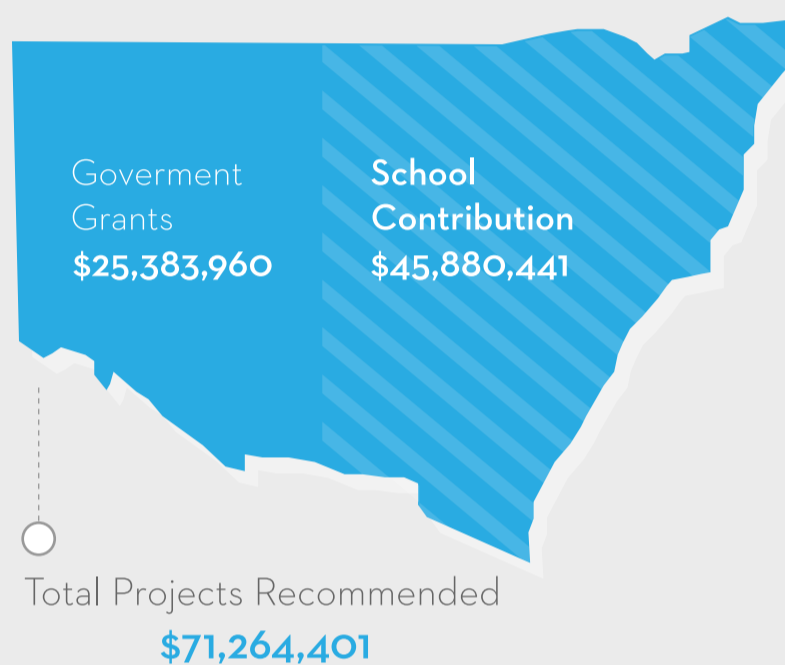 Goverment
Grants
$25,383,960
School
Contribution
$45,880,441
Total Projects Recommended
$71,264,401